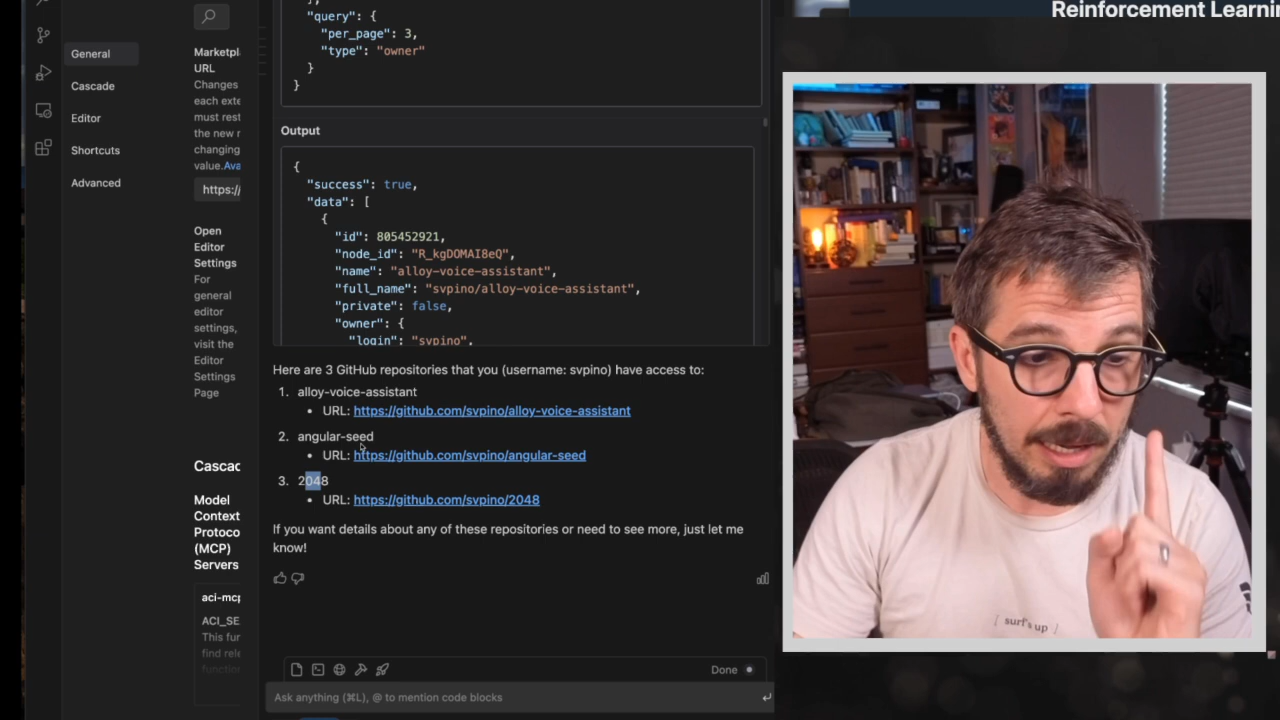 Reinforcement Learni
General
Cascade
Editor
Shortcuts
Advanced
Marketpl
URL
Changes
each exte
must rest
the new r
changing
value.Ava
https://
Open
Editor
Settings
For
general
editor
settings,
visit the
Editor
Settings
Page
Cascad
Model
Context
Protoco
(MCP)
Servers
aci-mcp
ACI_SE
This fur
find rele
functio
],
"query": {
"per_page": 3,
"type": "owner"
}
}
Output
{
"success": true,
"data": [
{
"id": 805452921,
"node_id": "R_kgDOMAI8eQ",
"name": "alloy-voice-assistant",
"full_name": "svpino/alloy-voice-assistant",
"private": false,
"owner": {
"login": "svpino",
Here are 3 GitHub repositories that you (username: svpino) have access to:
1. alloy-voice-assistant
• URL: https://github.com/svpino/alloy-voice-assistant
2. angular-seed
• URL: https://github.com/svpino/angular-seed
3. 2048
• URL: https://github.com/svpino/2048
If you want details about any of these repositories or need to see more, just let me
know!
Done
Ask anything (⌘L), @ to mention code blocks
[ surf's up ]